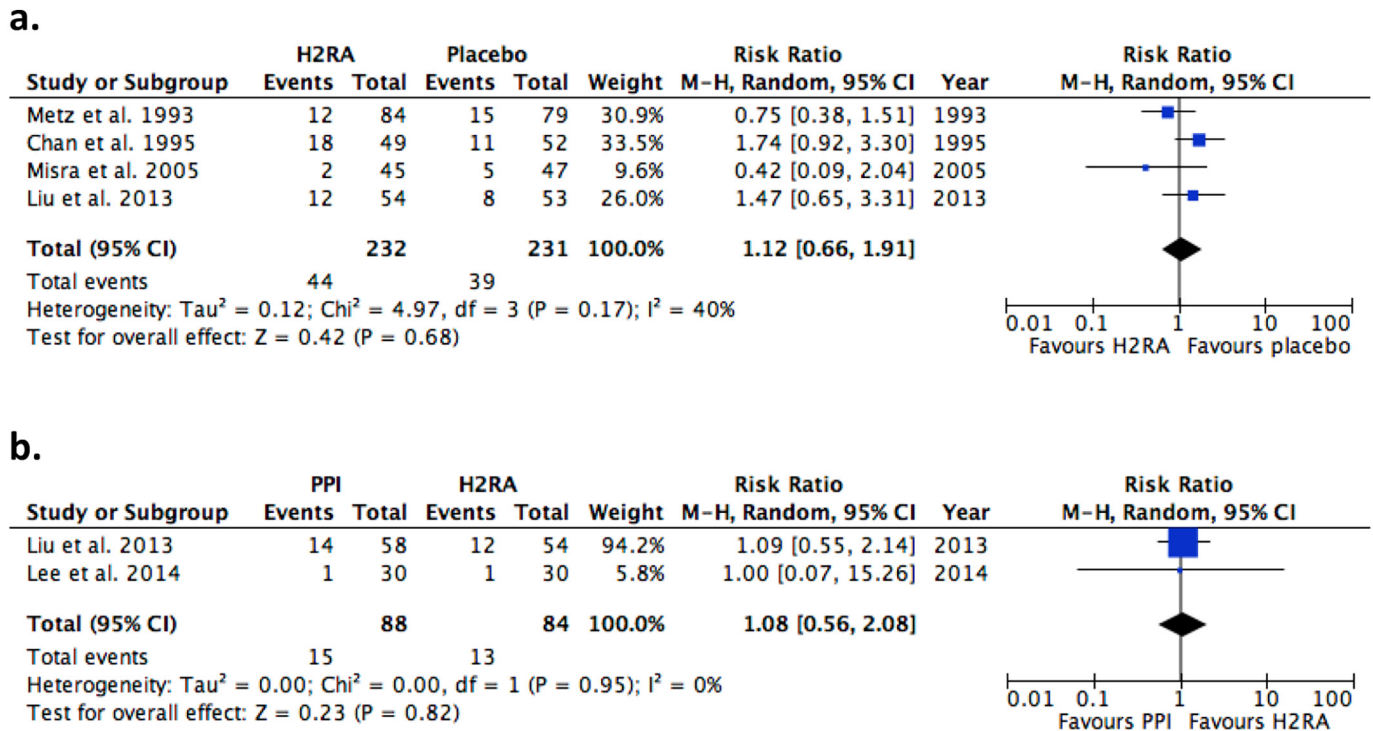 a.
H2RA Placebo Risk Ratio Risk Ratio
Study or Subgroup Events Total Events Total Weight M-H, Random, 95% CI Year M-H, Random, 95% CI
Metz et al. 1993 12 84 15 79 30.9% 0.75 [0.38, 1.51] 1993
Chan et al. 1995 18 49 11 52 33.5% 1.74 [0.92, 3.30] 1995
Misra et al. 2005 2 45 5 47 9.6% 0.42 [0.09, 2.04] 2005
Liu et al. 2013 12 54 8 53 26.0% 1.47 [0.65, 3.31] 2013
Total (95% CI) 232 231 100.0% 1.12 [0.66, 1.91]
Total events 44 39
Heterogeneity: Tau² = 0.12; Chi² = 4.97, df = 3 (P = 0.17); I² = 40%
Test for overall effect: Z = 0.42 (P = 0.68)
0.01 0.1 1 10 100
Favours H2RA Favours placebo
b.
PPI H2RA Risk Ratio Risk Ratio
Study or Subgroup Events Total Events Total Weight M-H, Random, 95% CI Year M-H, Random, 95% CI
Liu et al. 2013 14 58 12 54 94.2% 1.09 [0.55, 2.14] 2013
Lee et al. 2014 1 30 1 30 5.8% 1.00 [0.07, 15.26] 2014
Total (95% CI) 88 84 100.0% 1.08 [0.56, 2.08]
Total events 15 13
Heterogeneity: Tau² = 0.00; Chi² = 0.00, df = 1 (P = 0.95); I² = 0%
Test for overall effect: Z = 0.23 (P = 0.82)
0.01 0.1 1 10 100
Favours PPI Favours H2RA